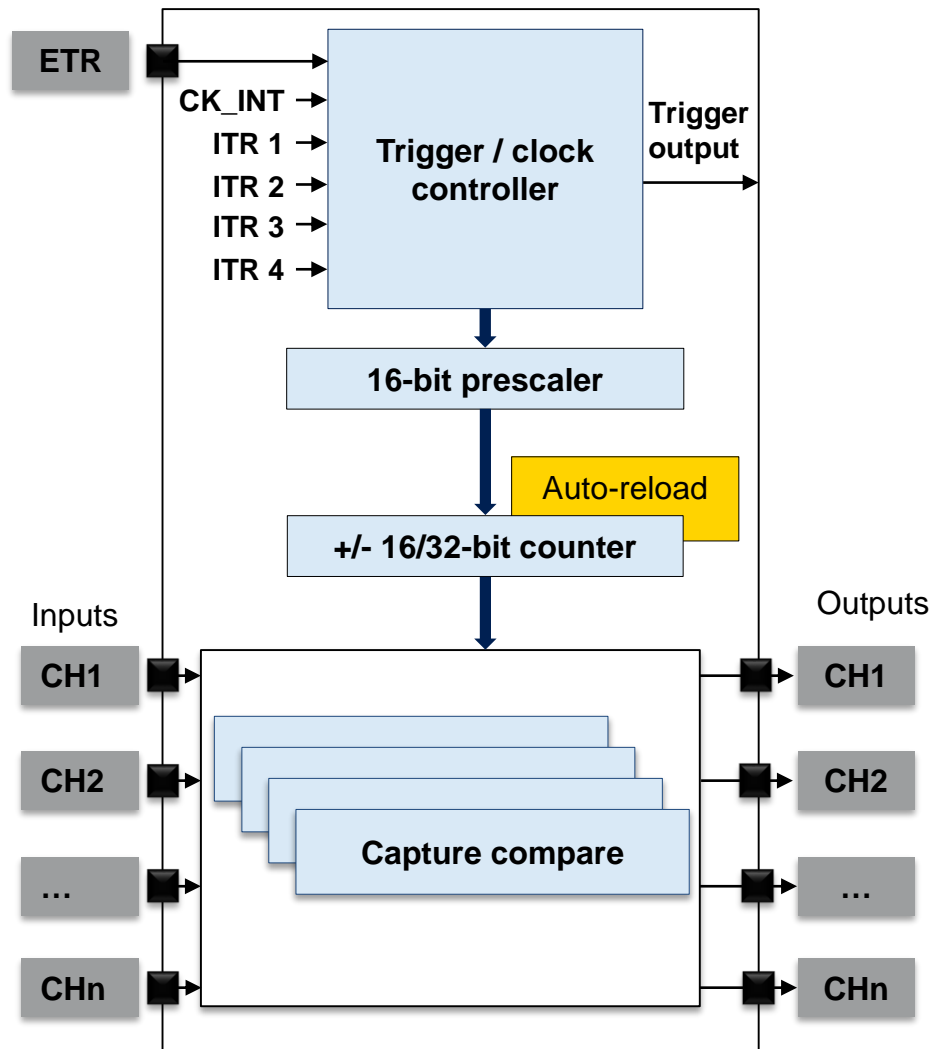 ETR
CK_INT
ITR 1
ITR 2
ITR 3
ITR 4
Trigger / clock
controller
Trigger
output
16-bit prescaler
Auto-reload
+/- 16/32-bit counter
Inputs
Outputs
CH1
CH1
CH2
CH2
Capture compare
...
...
CHn
CHn